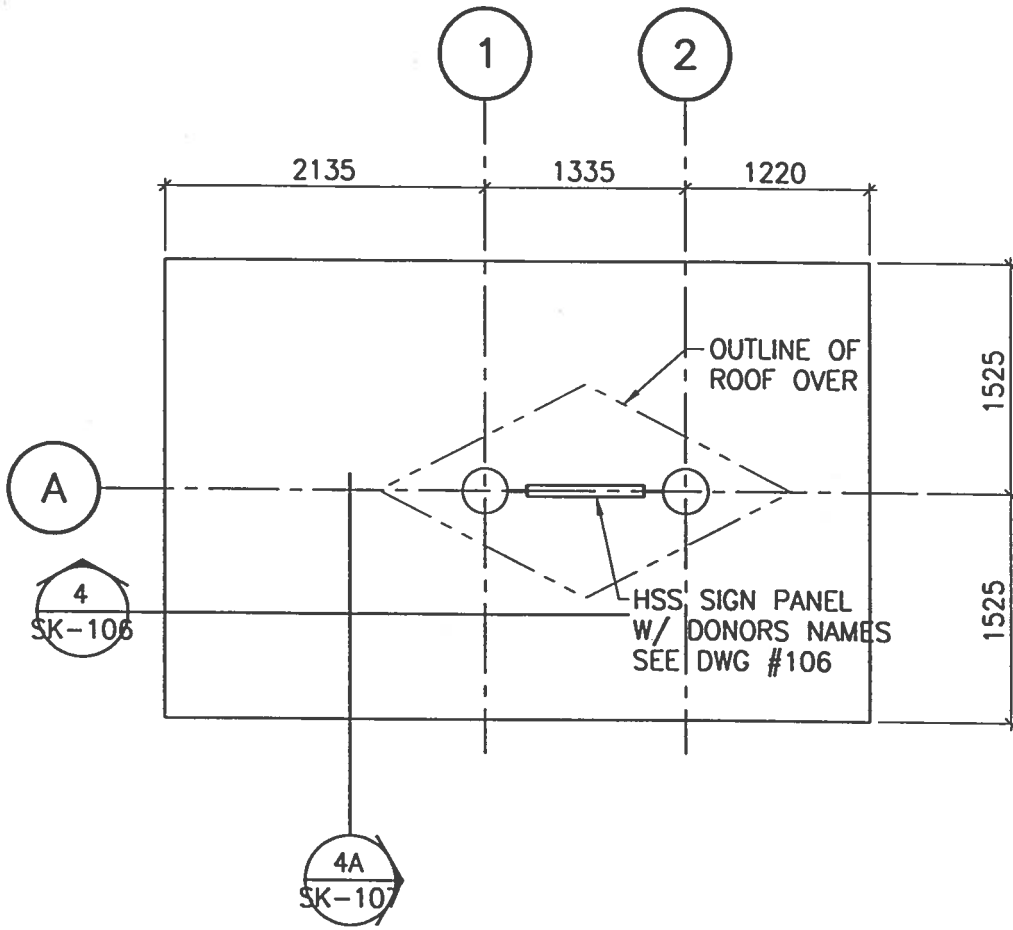 1
2
2135
1335
1220
OUTLINE OF
ROOF OVER
1525
A
4
SK-106
HSS SIGN PANEL
W/ DONORS NAMES
SEE DWG #106
1525
4A
SK-107